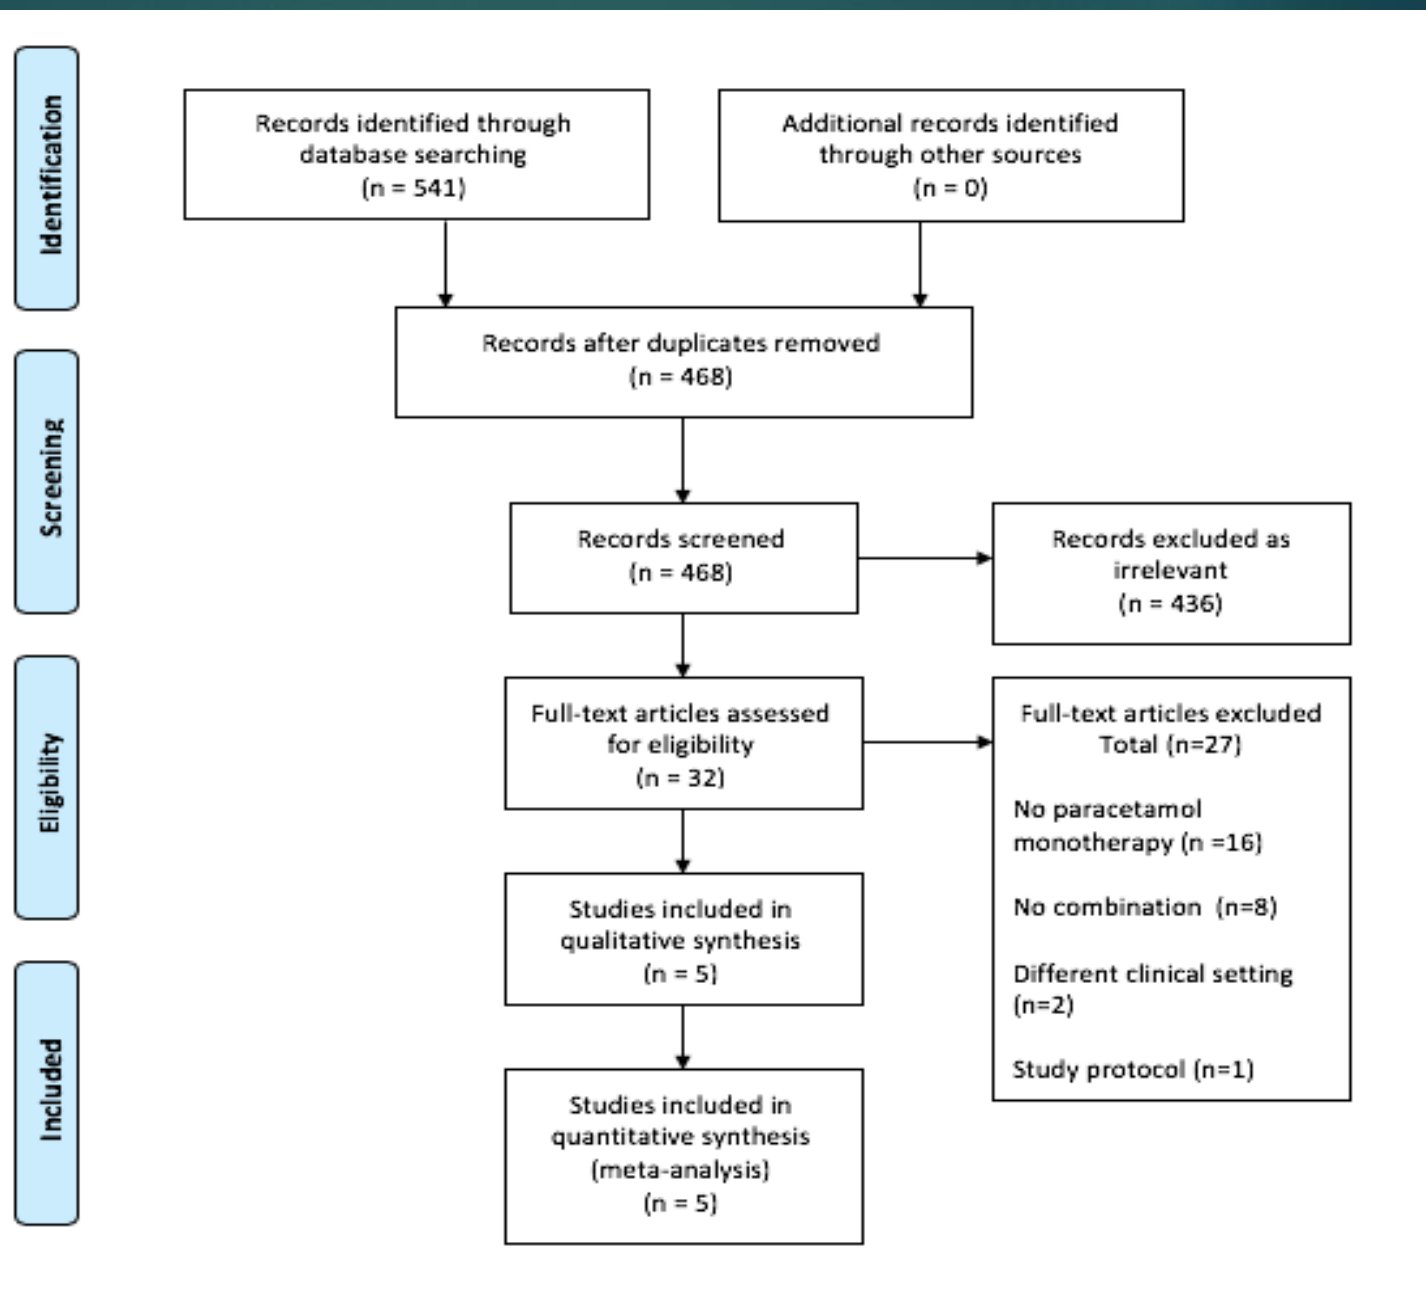 Identification
Records identified through
database searching
(n = 541)
Additional records identified
through other sources
(n = 0)
Records after duplicates removed
(n = 468)
Screening
Records screened
(n = 468)
Records excluded as
irrelevant
(n = 436)
Eligibility
Full-text articles assessed
for eligibility
(n = 32)
Full-text articles excluded
Total (n=27)
No paracetamol
monotherapy (n =16)
No combination  (n=8)
Different clinical setting
(n=2)
Study protocol (n=1)
Studies included in
qualitative synthesis
(n = 5)
Included
Studies included in
quantitative synthesis
(meta-analysis)
(n = 5)